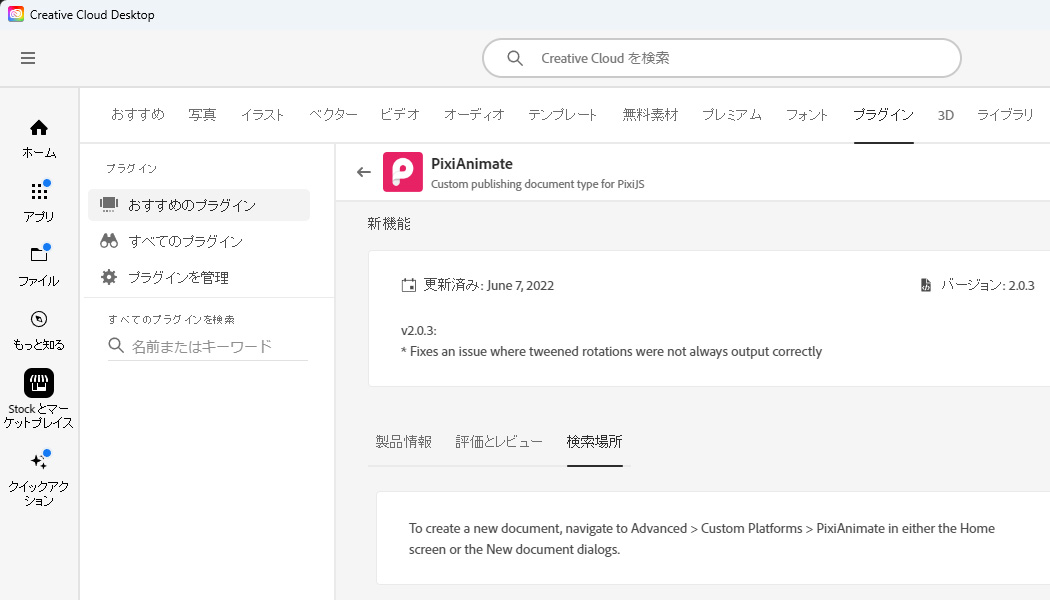 Creative Cloud Desktop
Creative Cloud を検索
おすすめ 写真 イラスト ベクター ビデオ オーディオ テンプレート 無料素材 プレミアム フォント プラグイン 3D ライブラリ
ホーム
アプリ
ファイル
もっと知る
Stock とマー
ケットプレイス
クイックアク
ション
プラグイン
おすすめのプラグイン
すべてのプラグイン
プラグインを管理
すべてのプラグインを検索
名前またはキーワード
PixiAnimate
Custom publishing document type for PixiJS
新機能
更新済み: June 7, 2022
バージョン: 2.0.3
v2.0.3:
* Fixes an issue where tweened rotations were not always output correctly
製品情報 評価とレビュー 検索場所
To create a new document, navigate to Advanced > Custom Platforms > PixiAnimate in either the Home
screen or the New document dialogs.